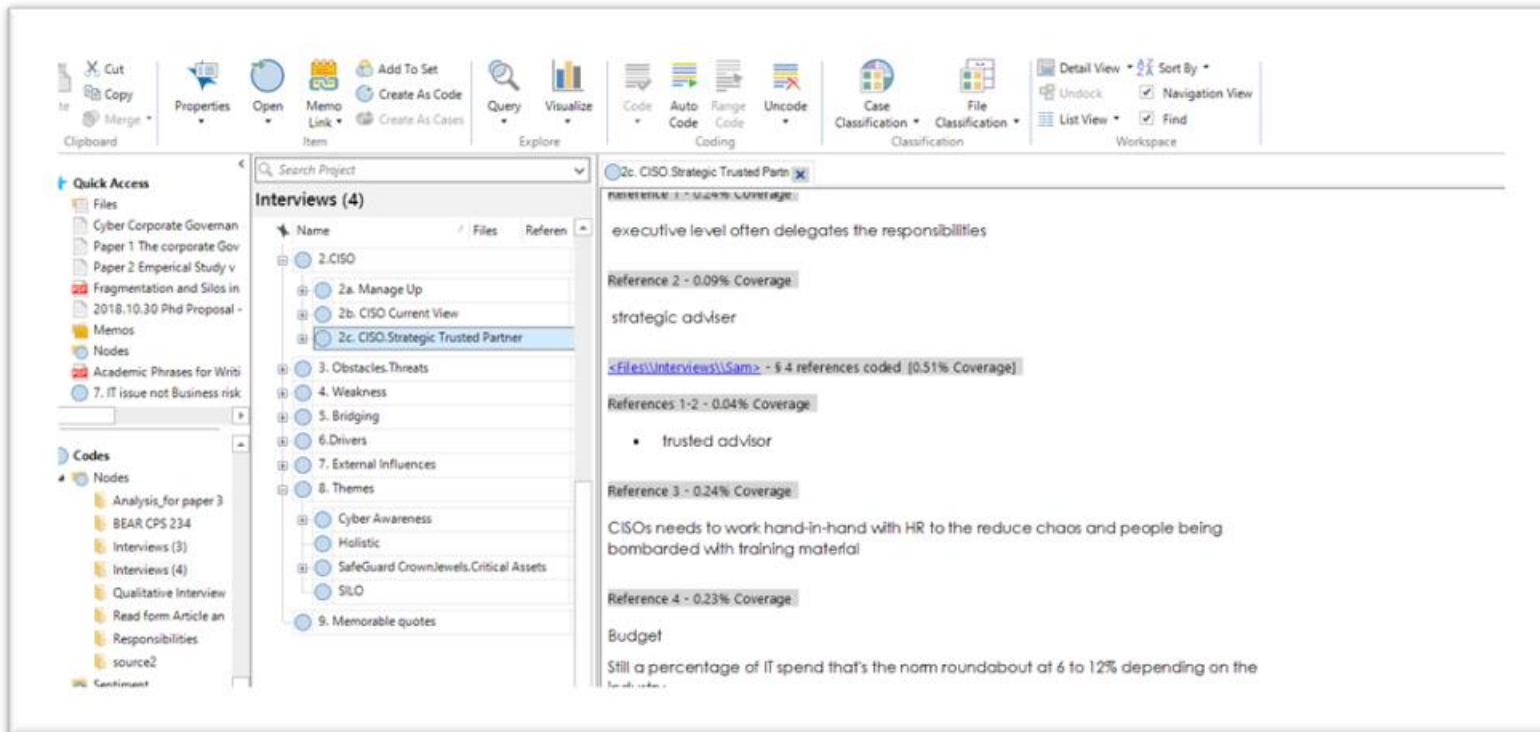 Cut
Copy
Merge
Clipboard
Properties
Open
Memo
Link
Add To Set
Create As Code
Create As Cases
Item
Query
Visualize
Explore
Code
Auto
Code
Range
Code
Uncode
Coding
Case
Classification
File
Classification
Classification
Detail View
Sort By
Undock
Navigation View
List View
Find
Workspace
Quick Access
Files
Cyber Corporate Governan
Paper 1 The corporate Gov
Paper 2 Emperical Study v
Fragmentation and Silos in
2018.10.30 Phd Proposal -
Memos
Nodes
Academic Phrases for Writi
7. IT issue not Business risk
Codes
Nodes
Analysis_for paper 3
BEAR CPS 234
Interviews (3)
Interviews (4)
Qualitative Interview
Read form Article an
Responsibilities
source2
Sentiment
Search Project
Interviews (4)
Name Files Referen
2.CISO
2a. Manage Up
2b. CISO Current View
2c. CISO.Strategic Trusted Partner
3. Obstacles.Threats
4. Weakness
5. Bridging
6.Drivers
7. External Influences
8. Themes
Cyber Awareness
Holistic
SafeGuard CrownJewels.Critical Assets
SILO
9. Memorable quotes
2c. CISO.Strategic Trusted Partn
Reference 1 - 0.24% Coverage
executive level often delegates the responsibilities
Reference 2 - 0.09% Coverage
strategic adviser
<Files\\Interviews\\Sam> - § 4 references coded [0.51% Coverage]
References 1-2 - 0.04% Coverage
• trusted advisor
Reference 3 - 0.24% Coverage
CISOs needs to work hand-in-hand with HR to the reduce chaos and people being
bombarded with training material
Reference 4 - 0.23% Coverage
Budget
Still a percentage of IT spend that's the norm roundabout at 6 to 12% depending on the
industry